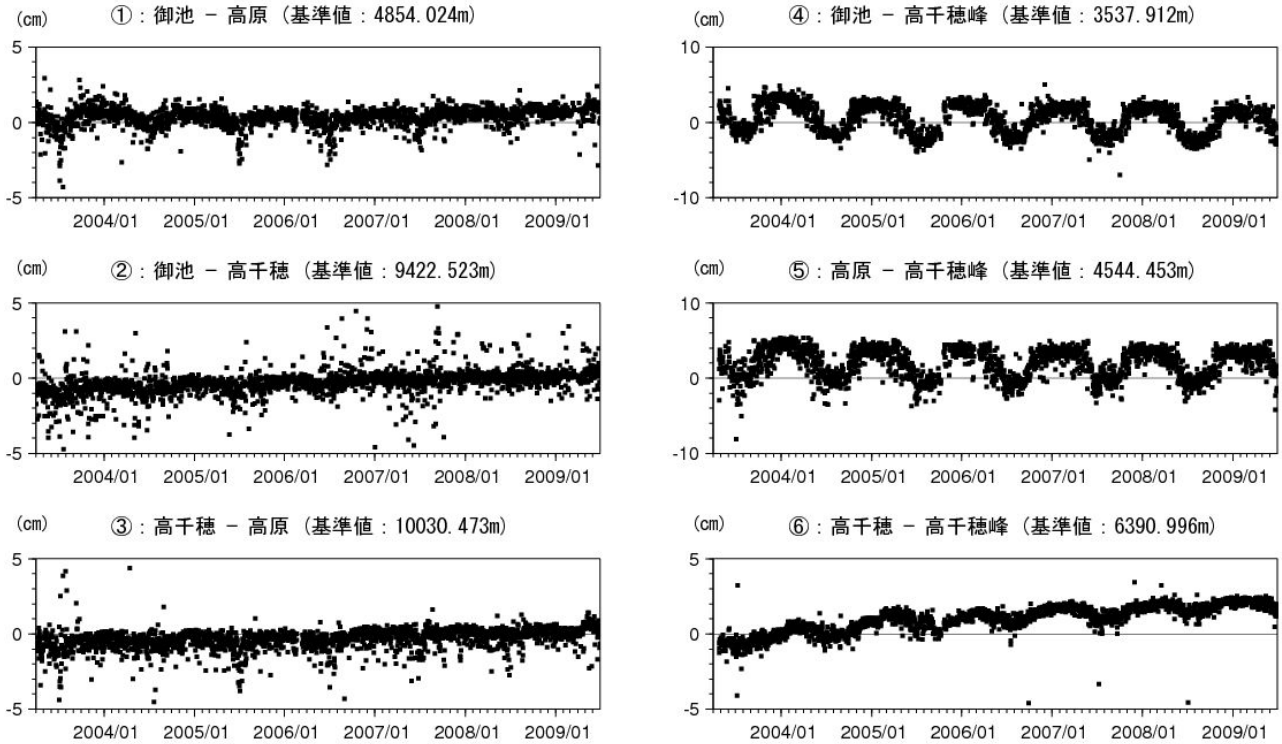 (cm) ①：御池 － 高原 (基準値：4854.024m)
5
0
-5
2004/01 2005/01 2006/01 2007/01 2008/01 2009/01
(cm) ②：御池 － 高千穂 (基準値：9422.523m)
5
0
-5
2004/01 2005/01 2006/01 2007/01 2008/01 2009/01
(cm) ③：高千穂 － 高原 (基準値：10030.473m)
5
0
-5
2004/01 2005/01 2006/01 2007/01 2008/01 2009/01
(cm) ④：御池 － 高千穂峰 (基準値：3537.912m)
10
0
-10
2004/01 2005/01 2006/01 2007/01 2008/01 2009/01
(cm) ⑤：高原 － 高千穂峰 (基準値：4544.453m)
10
0
-10
2004/01 2005/01 2006/01 2007/01 2008/01 2009/01
(cm) ⑥：高千穂 － 高千穂峰 (基準値：6390.996m)
5
0
-5
2004/01 2005/01 2006/01 2007/01 2008/01 2009/01